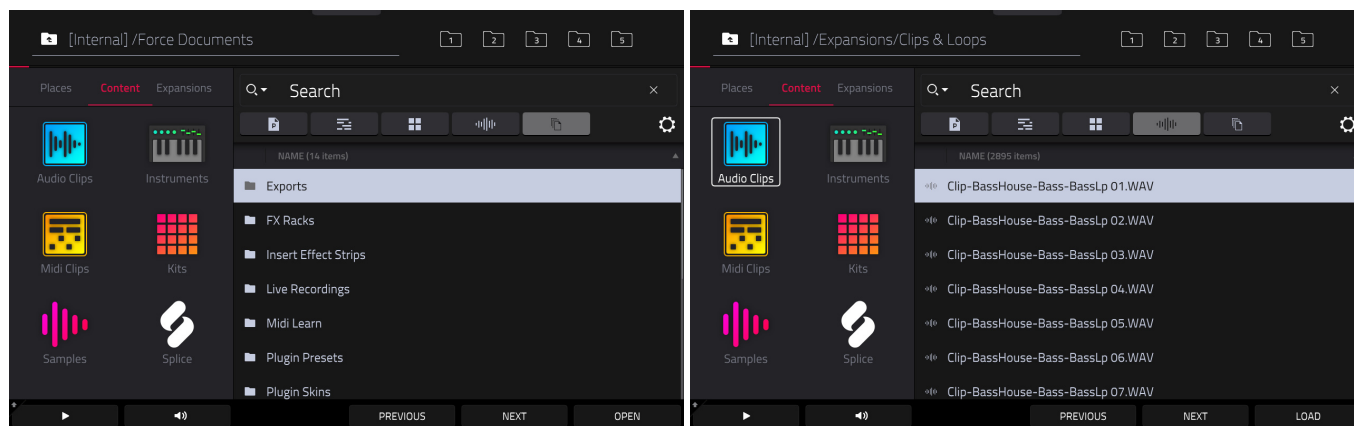 [Internal] /Force Documents
1 2 3 4 5
Places Content Expansions
Search
P
NAME (14 items)
Audio Clips Instruments
Midi Clips Kits
Samples Splice
Exports
FX Racks
Insert Effect Strips
Live Recordings
Midi Learn
Plugin Presets
Plugin Skins
PREVIOUS NEXT OPEN
[Internal] /Expansions/Clips & Loops
1 2 3 4 5
Places Content Expansions
Search
P
NAME (2895 items)
Audio Clips Instruments
Midi Clips Kits
Samples Splice
Clip-BassHouse-Bass-BassLp 01.WAV
Clip-BassHouse-Bass-BassLp 02.WAV
Clip-BassHouse-Bass-BassLp 03.WAV
Clip-BassHouse-Bass-BassLp 04.WAV
Clip-BassHouse-Bass-BassLp 05.WAV
Clip-BassHouse-Bass-BassLp 06.WAV
Clip-BassHouse-Bass-BassLp 07.WAV
PREVIOUS NEXT LOAD